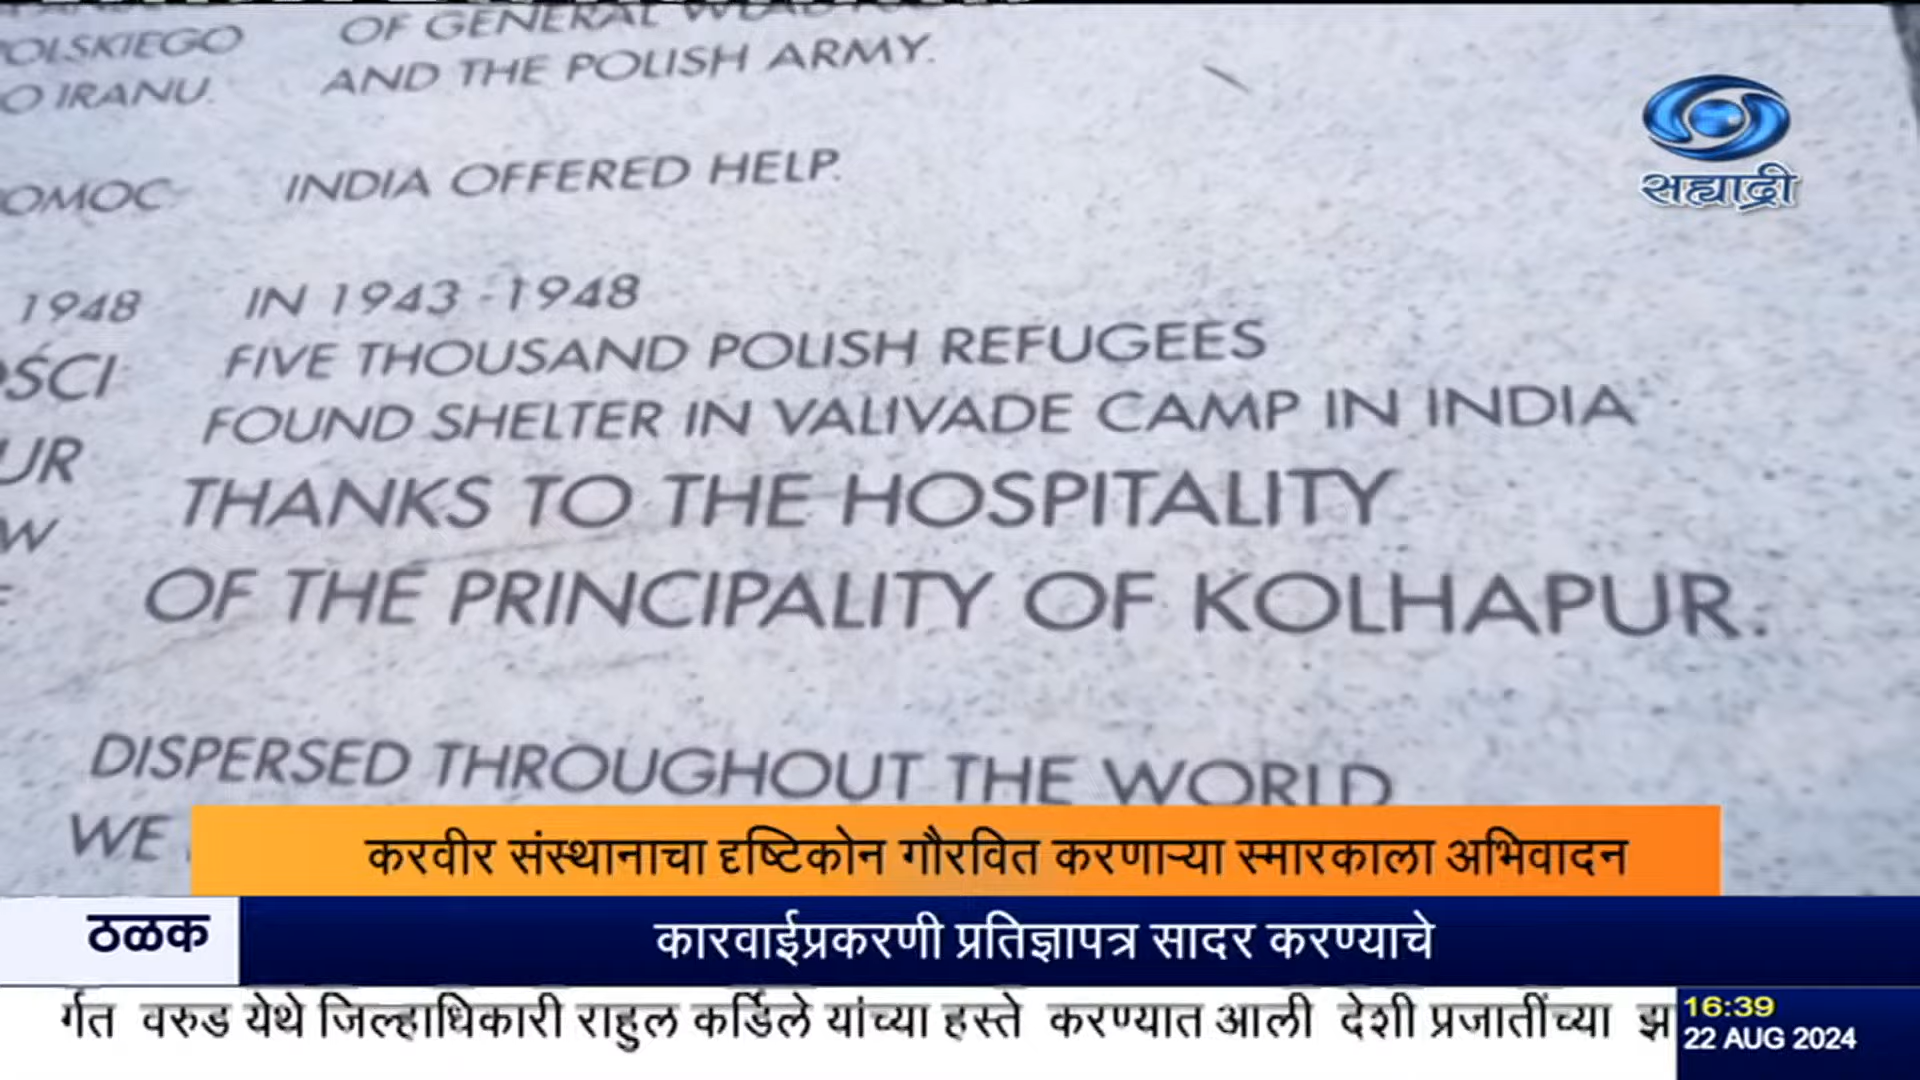 OLSKIEGO OF GENERAL
O IRANU. AND THE POLISH ARMY.
OMOC INDIA OFFERED HELP.
1948 IN 1943 - 1948
OŚCI FIVE THOUSAND POLISH REFUGEES
UR FOUND SHELTER IN VALIVADE CAMP IN INDIA
W THANKS TO THE HOSPITALITY
OF THE PRINCIPALITY OF KOLHAPUR.
DISPERSED THROUGHOUT THE WORLD
WE
सह्याद्री
करवीर संस्थानाचा दृष्टिकोन गौरवित करणाऱ्या स्मारकाला अभिवादन
ठळक कारवाईप्रकरणी प्रतिज्ञापत्र सादर करण्याचे
र्गत वरुड येथे जिल्हाधिकारी राहुल कर्डिले यांच्या हस्ते करण्यात आली देशी प्रजातींच्या झ
16:39
22 AUG 2024